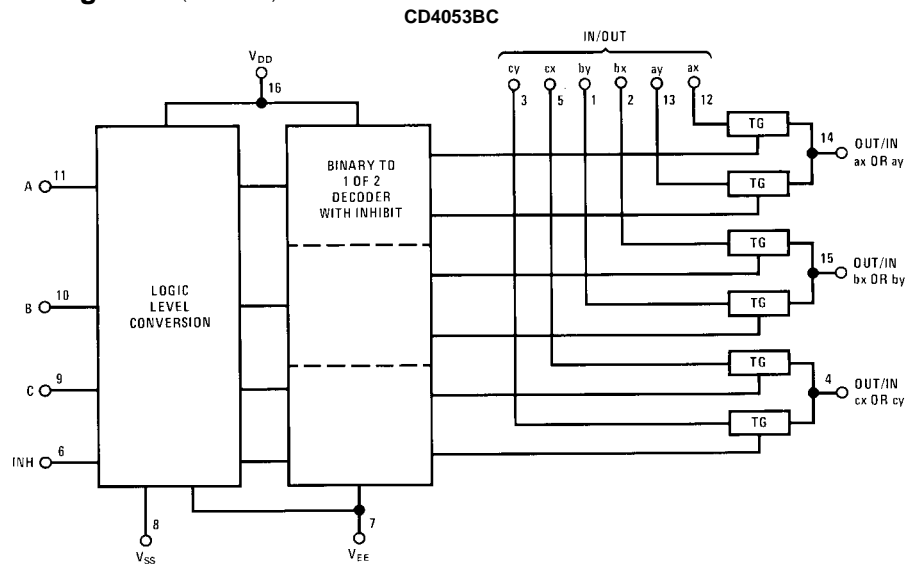 CD4053BC
IN/OUT
cy cx by bx ay ax
3 5 1 2 13 12
VDD
16
A 11
B 10
C 9
INH 6
LOGIC
LEVEL
CONVERSION
BINARY TO
1 OF 2
DECODER
WITH INHIBIT
TG
TG
TG
TG
TG
TG
14 OUT/IN
ax OR ay
15 OUT/IN
bx OR by
4 OUT/IN
cx OR cy
8
VSS
7
VEE